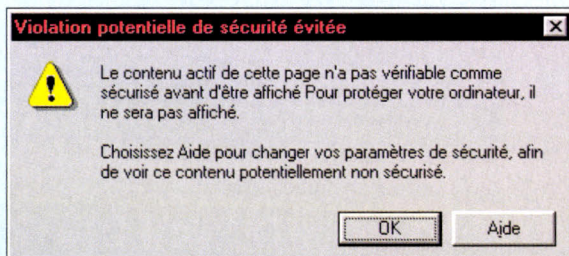 Violation potentielle de sécurité évitée
Le contenu actif de cette page n'a pas vérifiable comme
sécurisé avant d'être affiché Pour protéger votre ordinateur, il
ne sera pas affiché.
Choisissez Aide pour changer vos paramètres de sécurité, afin
de voir ce contenu potentiellement non sécurisé.
OK
Aide